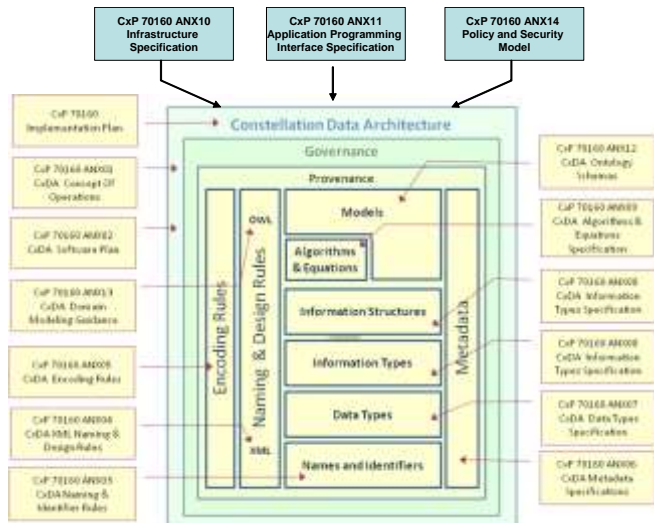 CxP 70160 ANX10
Infrastructure
Specification
CxP 70160 ANX11
Application Programming
Interface Specification
CxP 70160 ANX14
Policy and Security
Model
CxP 70160
Implementation Plan
CxP 70160 ANX01
CxDA Concept Of
Operations
CxP 70160 ANX02
CxDA Software Plan
CxP 70160 ANX13
CxDA Domain
Modeling Guidance
CxP 70160 ANX05
CxDA Encoding Rules
CxP 70160 ANX04
CxDA XML Naming &
Design Rules
CxP 70160 ANX03
CxDA Naming &
Identifier Rules
Constellation Data Architecture
Governance
Provenance
Encoding Rules
OWL
Naming & Design Rules
XML
Models
Algorithms
& Equations
Information Structures
Information Types
Data Types
Names and Identifiers
Metadata
CxP 70160 ANX12
CxDA Ontology
Schemas
CxP 70160 ANX09
CxDA Algorithms &
Equations
Specification
CxP 70160 ANX08
CxDA Information
Types Specification
CxP 70160 ANX08
CxDA Information
Types Specification
CxP 70160 ANX07
CxDA Data Types
Specification
CxP 70160 ANX06
CxDA Metadata
Specifications